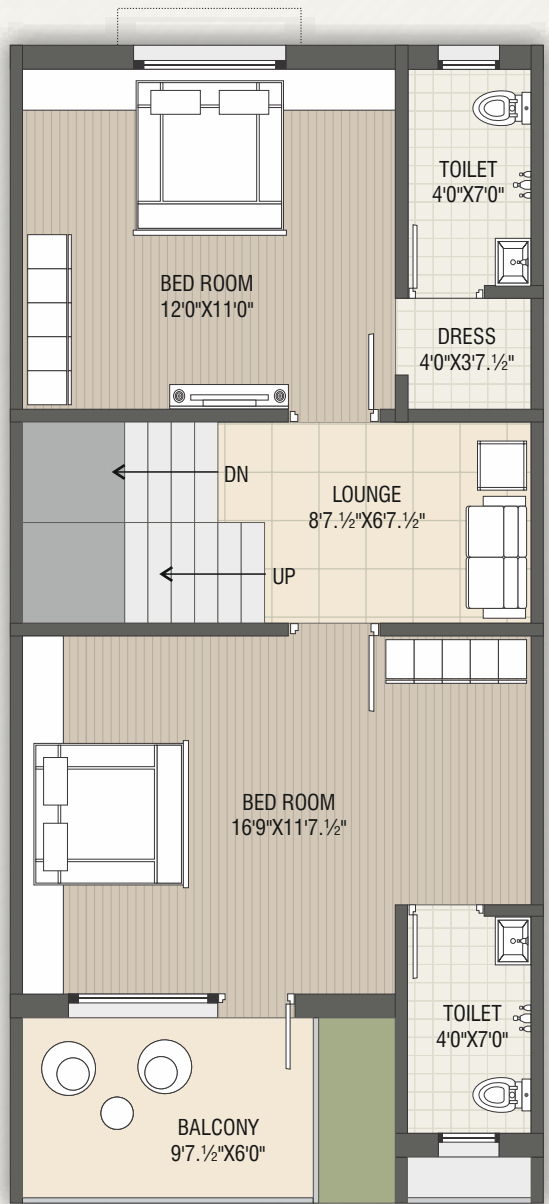 TOILET
4'0"X7'0"
BED ROOM
12'0"X11'0"
DRESS
4'0"X3'7.½"
DN
LOUNGE
8'7.½"X6'7.½"
UP
BED ROOM
16'9"X11'7.½"
TOILET
4'0"X7'0"
BALCONY
9'7.½"X6'0"